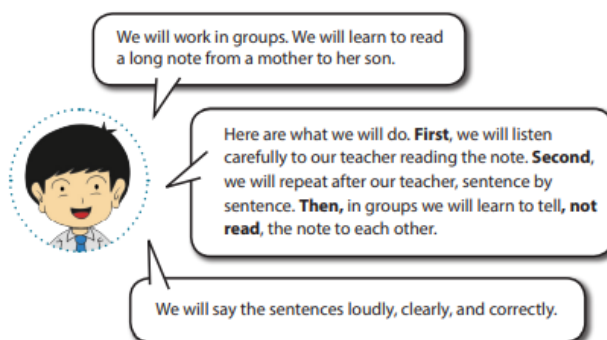 We will work in groups. We will learn to read
a long note from a mother to her son.
Here are what we will do. First, we will listen
carefully to our teacher reading the note. Second,
we will repeat after our teacher, sentence by
sentence. Then, in groups we will learn to tell, not
read, the note to each other.
We will say the sentences loudly, clearly, and correctly.